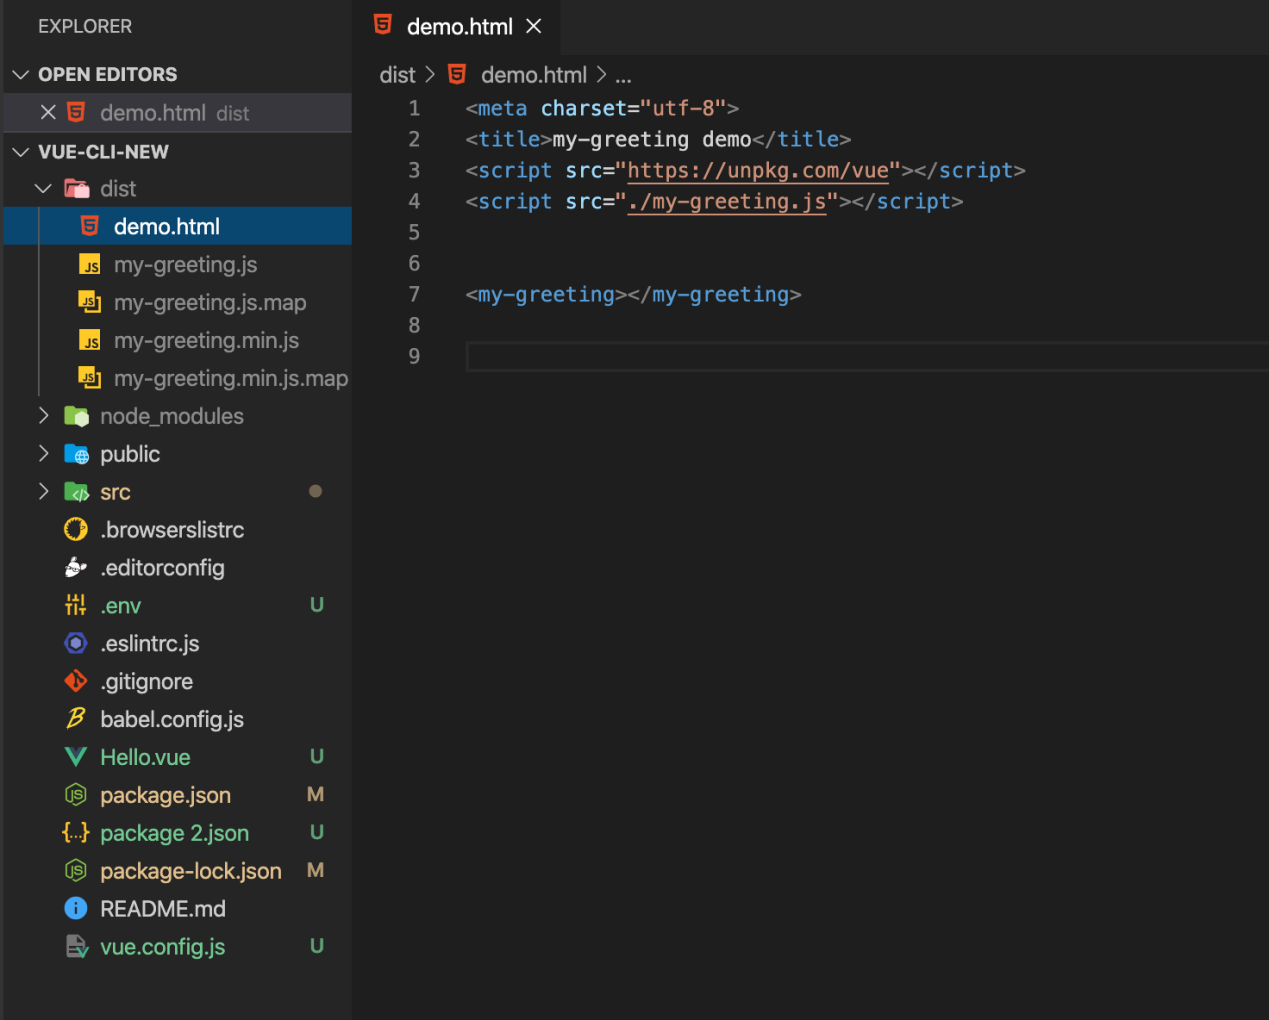 EXPLORER
OPEN EDITORS
demo.html dist
VUE-CLI-NEW
dist
demo.html
my-greeting.js
my-greeting.js.map
my-greeting.min.js
my-greeting.min.js.map
node_modules
public
src
.browserslistrc
.editorconfig
.env U
.eslintrc.js
.gitignore
babel.config.js
Hello.vue U
package.json M
package 2.json U
package-lock.json M
README.md
vue.config.js U
demo.html
dist > demo.html > ...
1 <meta charset="utf-8">
2 <title>my-greeting demo</title>
3 <script src="https://unpkg.com/vue"></script>
4 <script src="./my-greeting.js"></script>
5
6
7 <my-greeting></my-greeting>
8
9